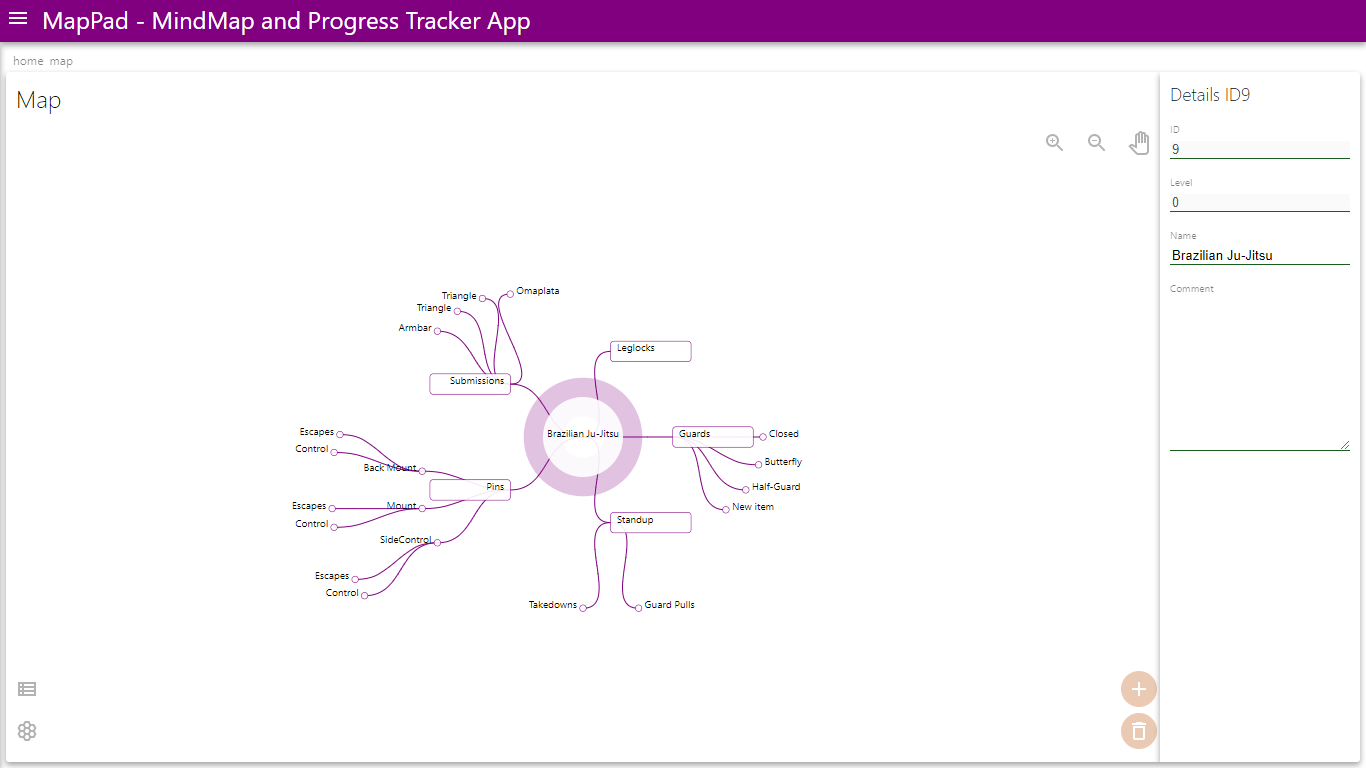 MapPad - MindMap and Progress Tracker App
home map
Map
Details ID9
ID
9
Level
0
Name
Brazilian Ju-Jitsu
Comment
Omaplata
Triangle
Triangle
Armbar
Submissions
Leglocks
Brazilian Ju-Jitsu
Guards
Closed
Butterfly
Half-Guard
New item
Escapes
Control
Back Mount
Pins
Escapes
Mount
Control
SideControl
Escapes
Control
Standup
Takedowns
Guard Pulls